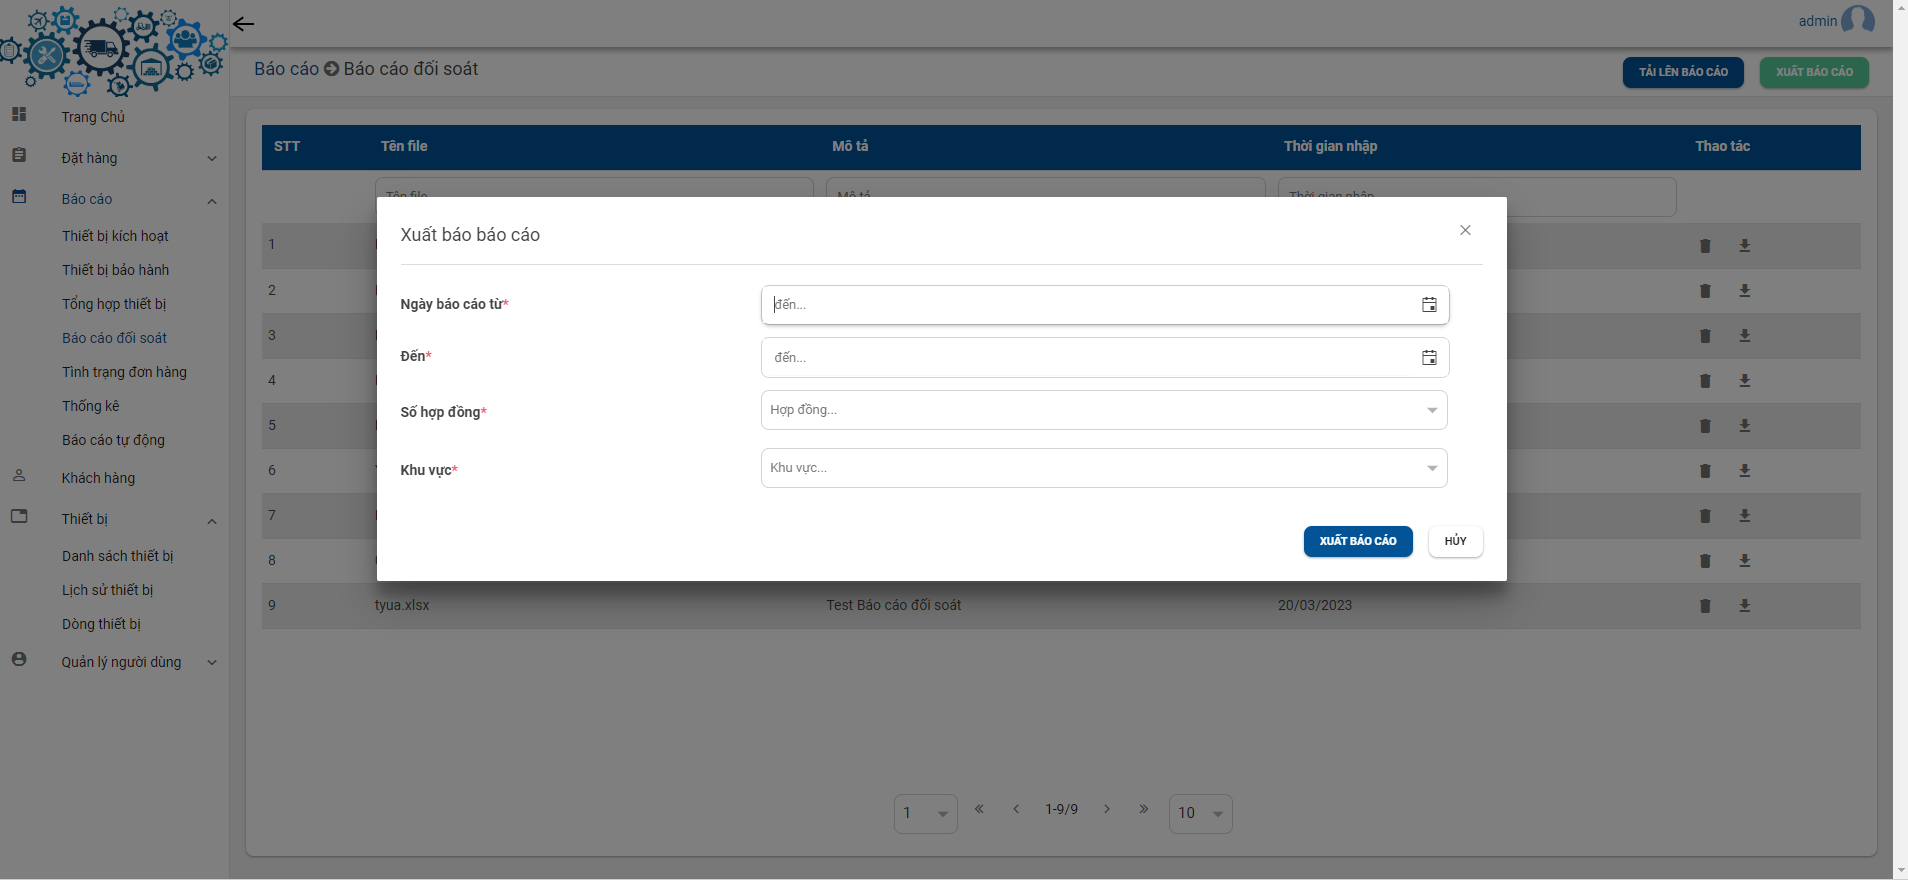 admin
Báo cáo Báo cáo đối soát
TẢI LÊN BÁO CÁO
XUẤT BÁO CÁO
Trang Chủ
Đặt hàng
Báo cáo
Thiết bị kích hoạt
Thiết bị bảo hành
Tổng hợp thiết bị
Báo cáo đối soát
Tình trạng đơn hàng
Thống kê
Báo cáo tự động
Khách hàng
Thiết bị
Danh sách thiết bị
Lịch sử thiết bị
Dòng thiết bị
Quản lý người dùng
STT Tên file Mô tả Thời gian nhập Thao tác
Tên file Mô tả Thời gian nhập
1
2
3
4
5
6
7
8
9 tyua.xlsx Test Báo cáo đối soát 20/03/2023
Xuất báo báo cáo
Ngày báo cáo từ* đến...
Đến* đến...
Số hợp đồng* Hợp đồng...
Khu vực* Khu vực...
XUẤT BÁO CÁO HỦY
1 « ‹ 1-9/9 › » 10